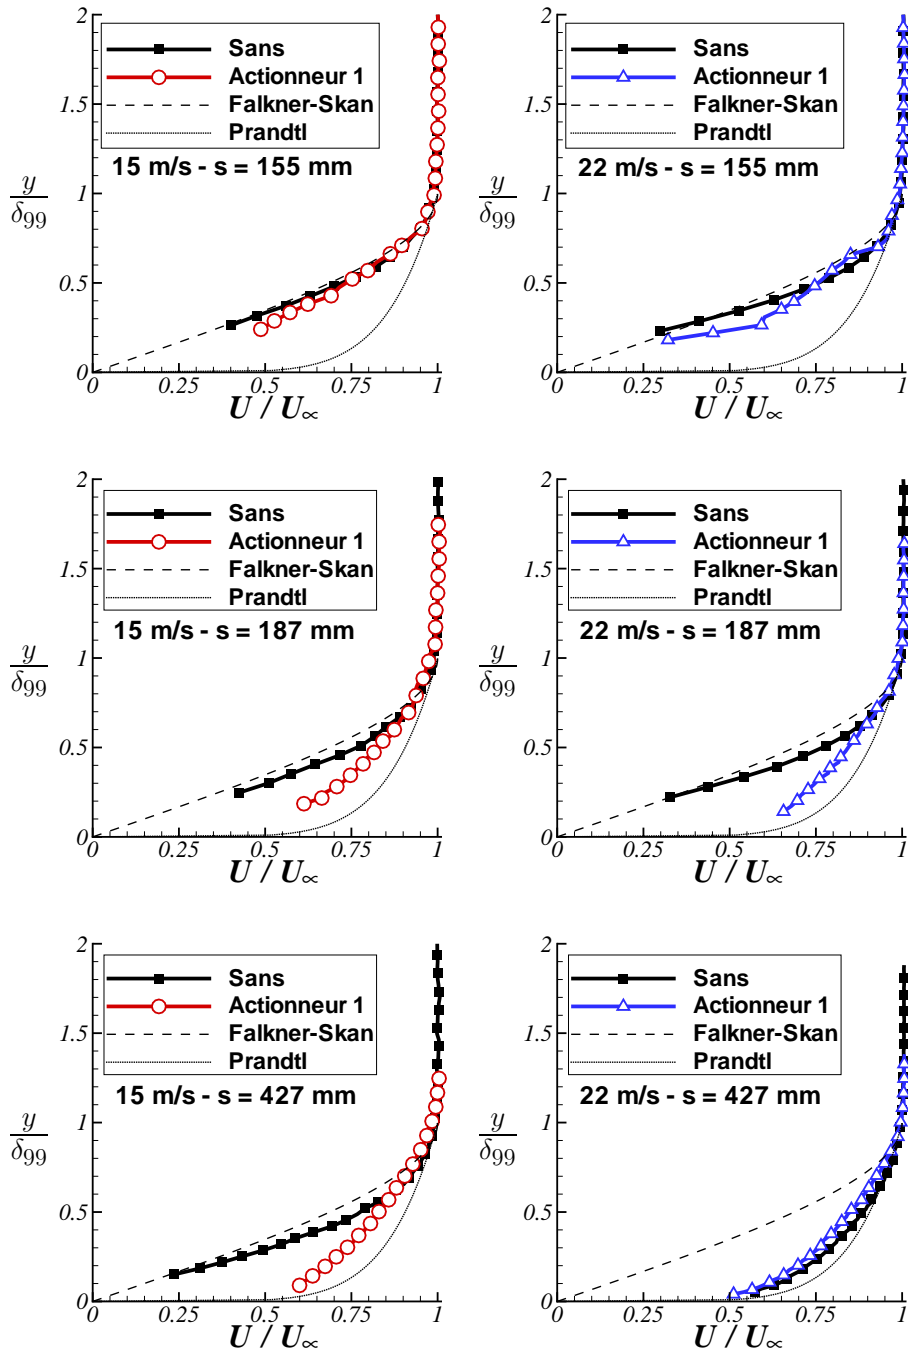 2
Sans
Actionneur 1
Falkner-Skan
Prandtl
15 m/s - s = 155 mm
1.5
y
δ99
1
0.5
0
0 0.25 0.5 0.75 1
U / U∝
2
Sans
Actionneur 1
Falkner-Skan
Prandtl
22 m/s - s = 155 mm
1.5
y
δ99
1
0.5
0
0 0.25 0.5 0.75 1
U / U∝
2
Sans
Actionneur 1
Falkner-Skan
Prandtl
15 m/s - s = 187 mm
1.5
y
δ99
1
0.5
0
0 0.25 0.5 0.75 1
U / U∝
2
Sans
Actionneur 1
Falkner-Skan
Prandtl
22 m/s - s = 187 mm
1.5
y
δ99
1
0.5
0
0 0.25 0.5 0.75 1
U / U∝
2
Sans
Actionneur 1
Falkner-Skan
Prandtl
15 m/s - s = 427 mm
1.5
y
δ99
1
0.5
0
0 0.25 0.5 0.75 1
U / U∝
2
Sans
Actionneur 1
Falkner-Skan
Prandtl
22 m/s - s = 427 mm
1.5
y
δ99
1
0.5
0
0 0.25 0.5 0.75 1
U / U∝